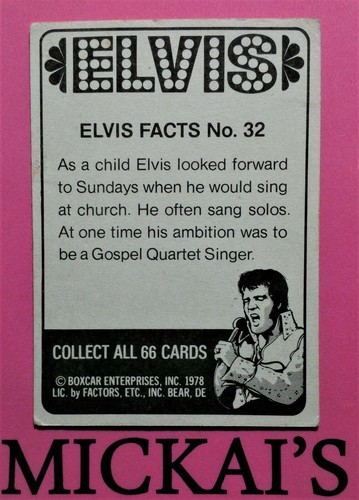 ELVIS
ELVIS FACTS No. 32
As a child Elvis looked forward
to Sundays when he would sing
at church. He often sang solos.
At one time his ambition was to
be a Gospel Quartet Singer.
COLLECT ALL 66 CARDS
© BOXCAR ENTERPRISES, INC. 1978
LIC. by FACTORS, ETC., INC. BEAR, DE
MICKAI'S